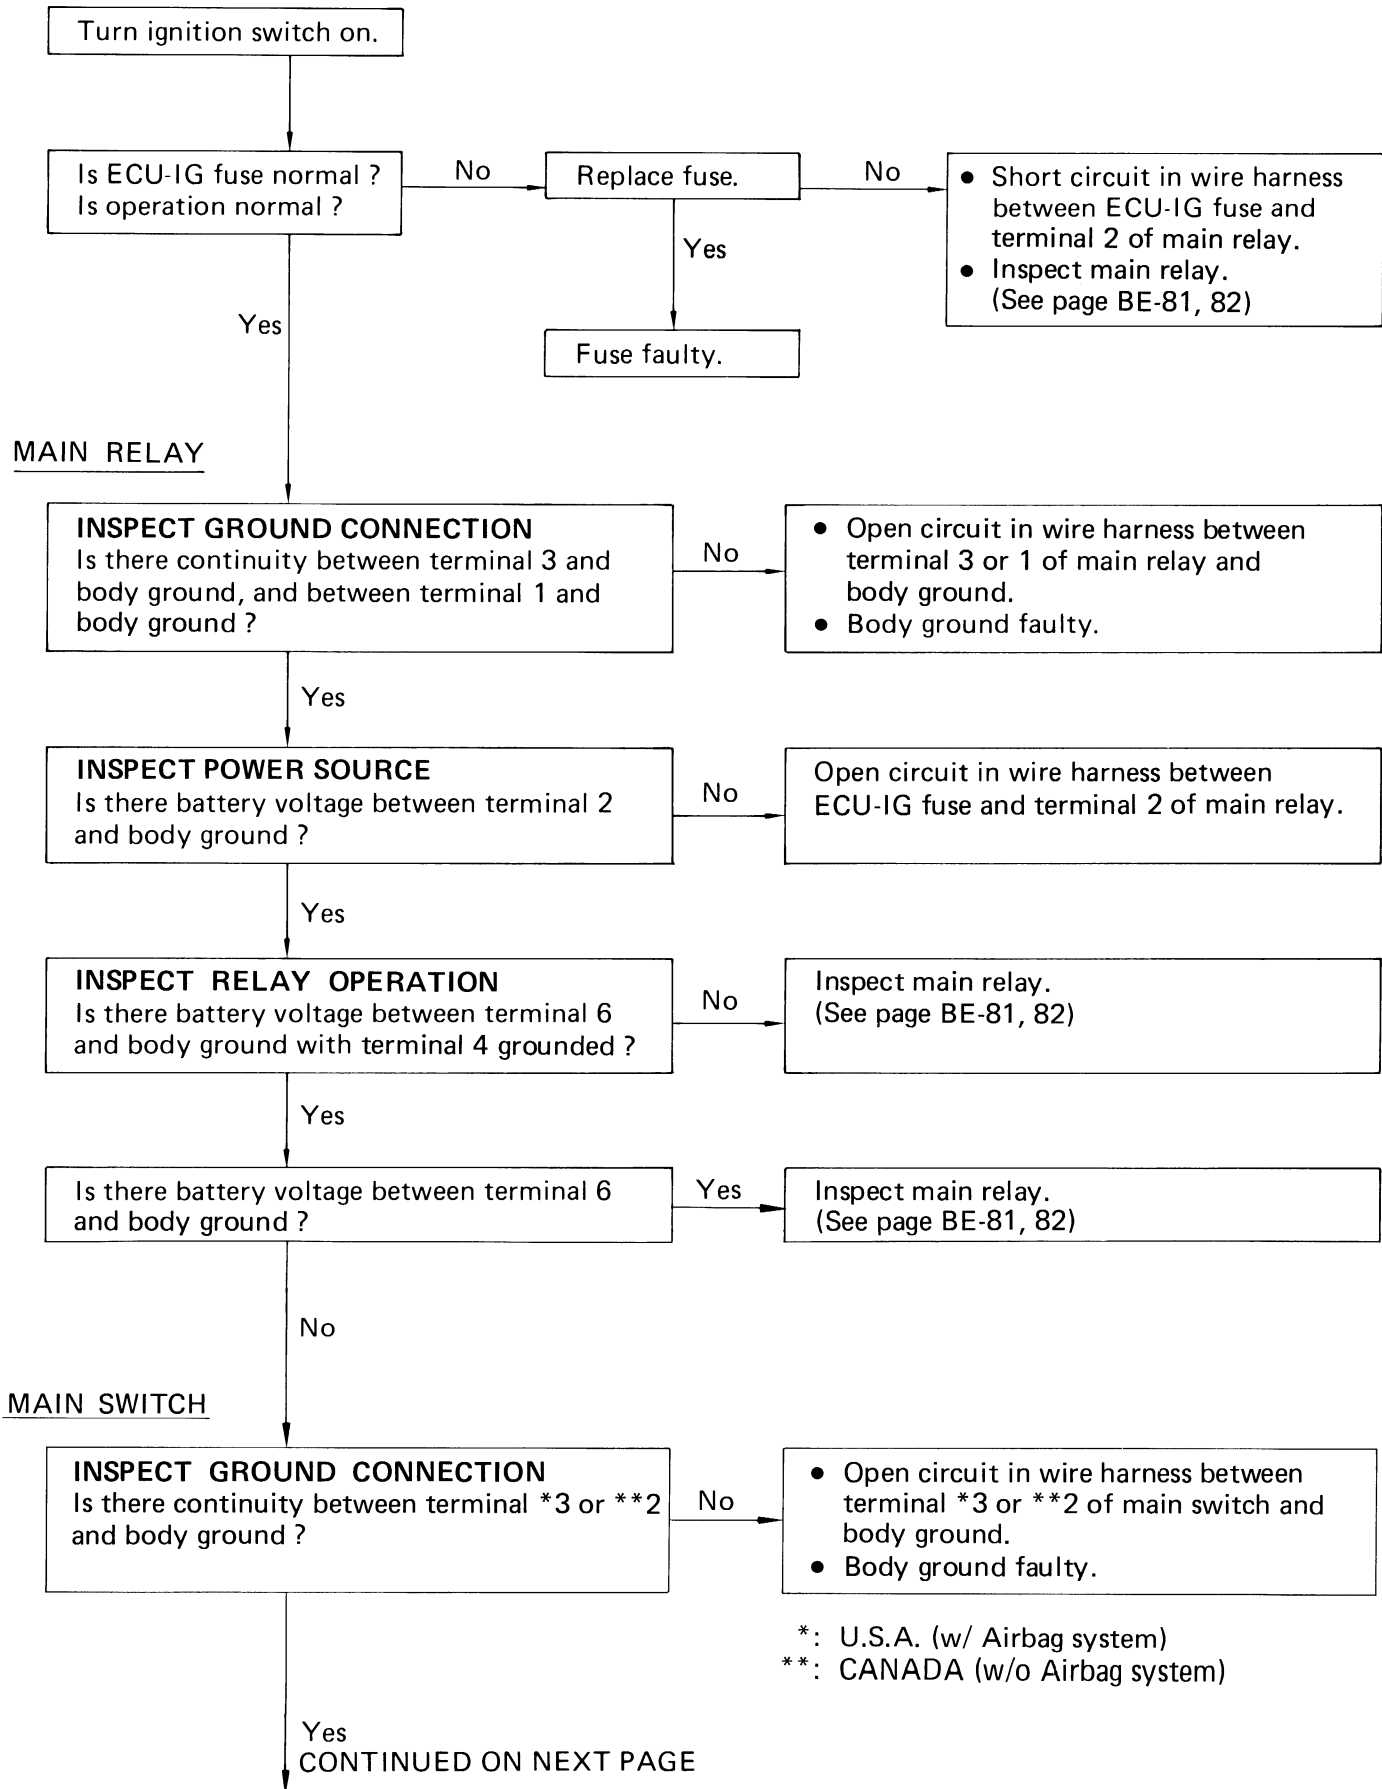 Turn ignition switch on.
Is ECU-IG fuse normal ?
Is operation normal ?
No
Replace fuse.
No
● Short circuit in wire harness
between ECU-IG fuse and
terminal 2 of main relay.
● Inspect main relay.
(See page BE-81, 82)
Yes
Fuse faulty.
Yes
MAIN RELAY
INSPECT GROUND CONNECTION
Is there continuity between terminal 3 and
body ground, and between terminal 1 and
body ground ?
No
● Open circuit in wire harness between
terminal 3 or 1 of main relay and
body ground.
● Body ground faulty.
Yes
INSPECT POWER SOURCE
Is there battery voltage between terminal 2
and body ground ?
No
Open circuit in wire harness between
ECU-IG fuse and terminal 2 of main relay.
Yes
INSPECT RELAY OPERATION
Is there battery voltage between terminal 6
and body ground with terminal 4 grounded ?
No
Inspect main relay.
(See page BE-81, 82)
Yes
Is there battery voltage between terminal 6
and body ground ?
Yes
Inspect main relay.
(See page BE-81, 82)
No
MAIN SWITCH
INSPECT GROUND CONNECTION
Is there continuity between terminal *3 or **2
and body ground ?
No
● Open circuit in wire harness between
terminal *3 or **2 of main switch and
body ground.
● Body ground faulty.
*: U.S.A. (w/ Airbag system)
**: CANADA (w/o Airbag system)
Yes
CONTINUED ON NEXT PAGE